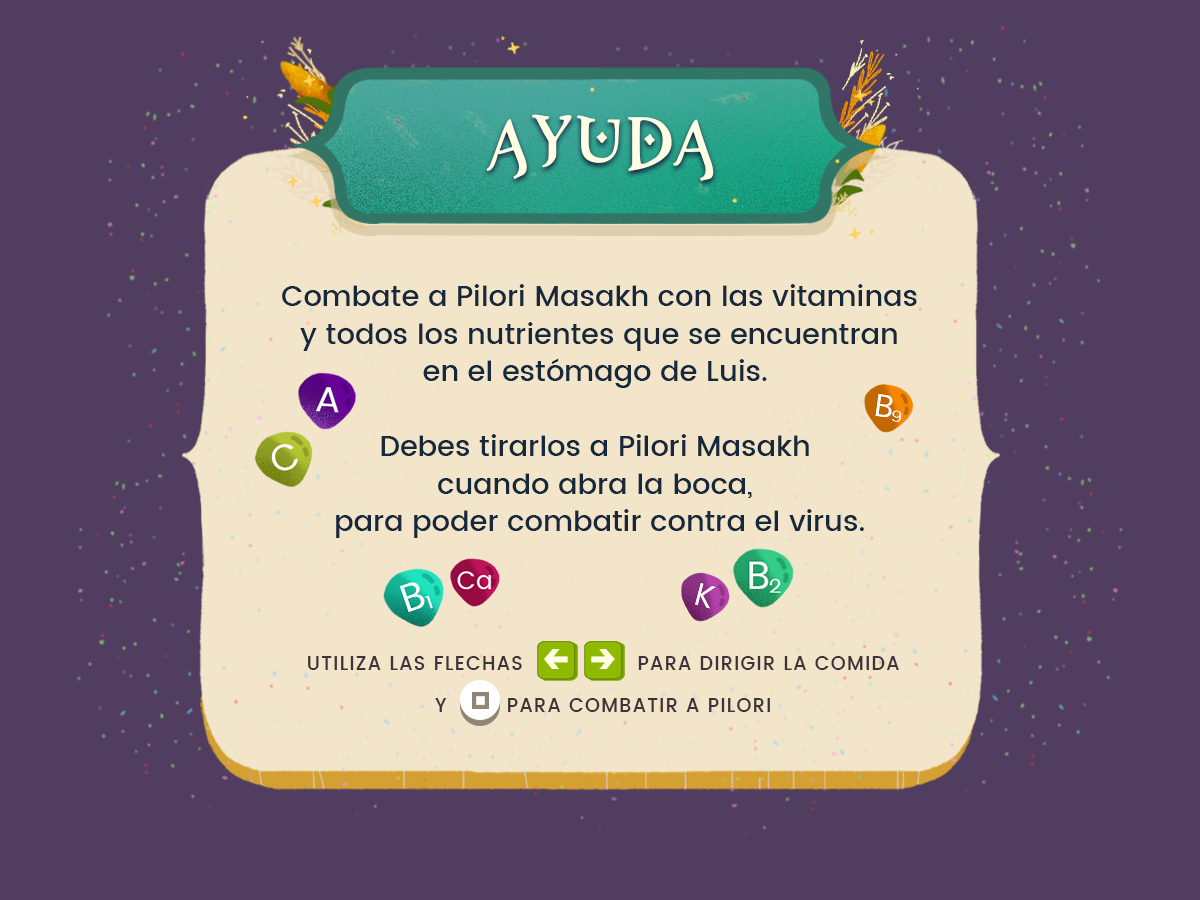 AYUDA
Combate a Pilori Masakh con las vitaminas
y todos los nutrientes que se encuentran
en el estómago de Luis.
A
B9
C
Debes tirarlos a Pilori Masakh
cuando abra la boca,
para poder combatir contra el virus.
B1
Ca
K
B2
UTILIZA LAS FLECHAS PARA DIRIGIR LA COMIDA
Y PARA COMBATIR A PILORI